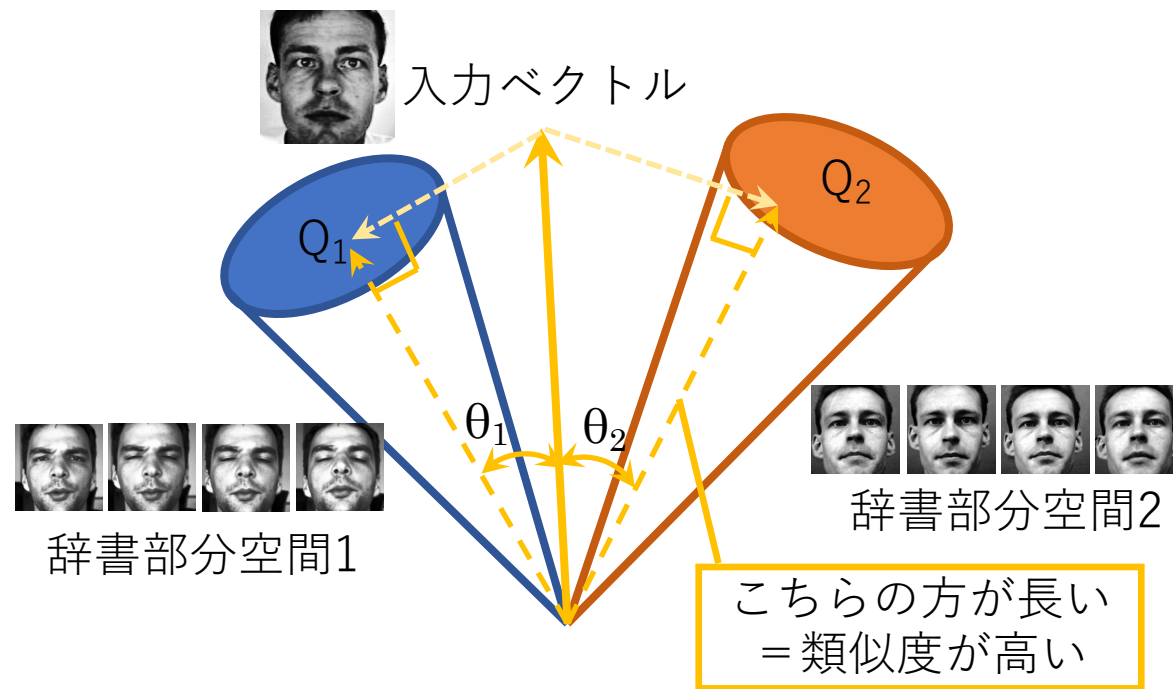 入力ベクトル
Q₁
Q₂
θ₁
θ₂
辞書部分空間1
辞書部分空間2
こちらの方が長い
＝類似度が高い